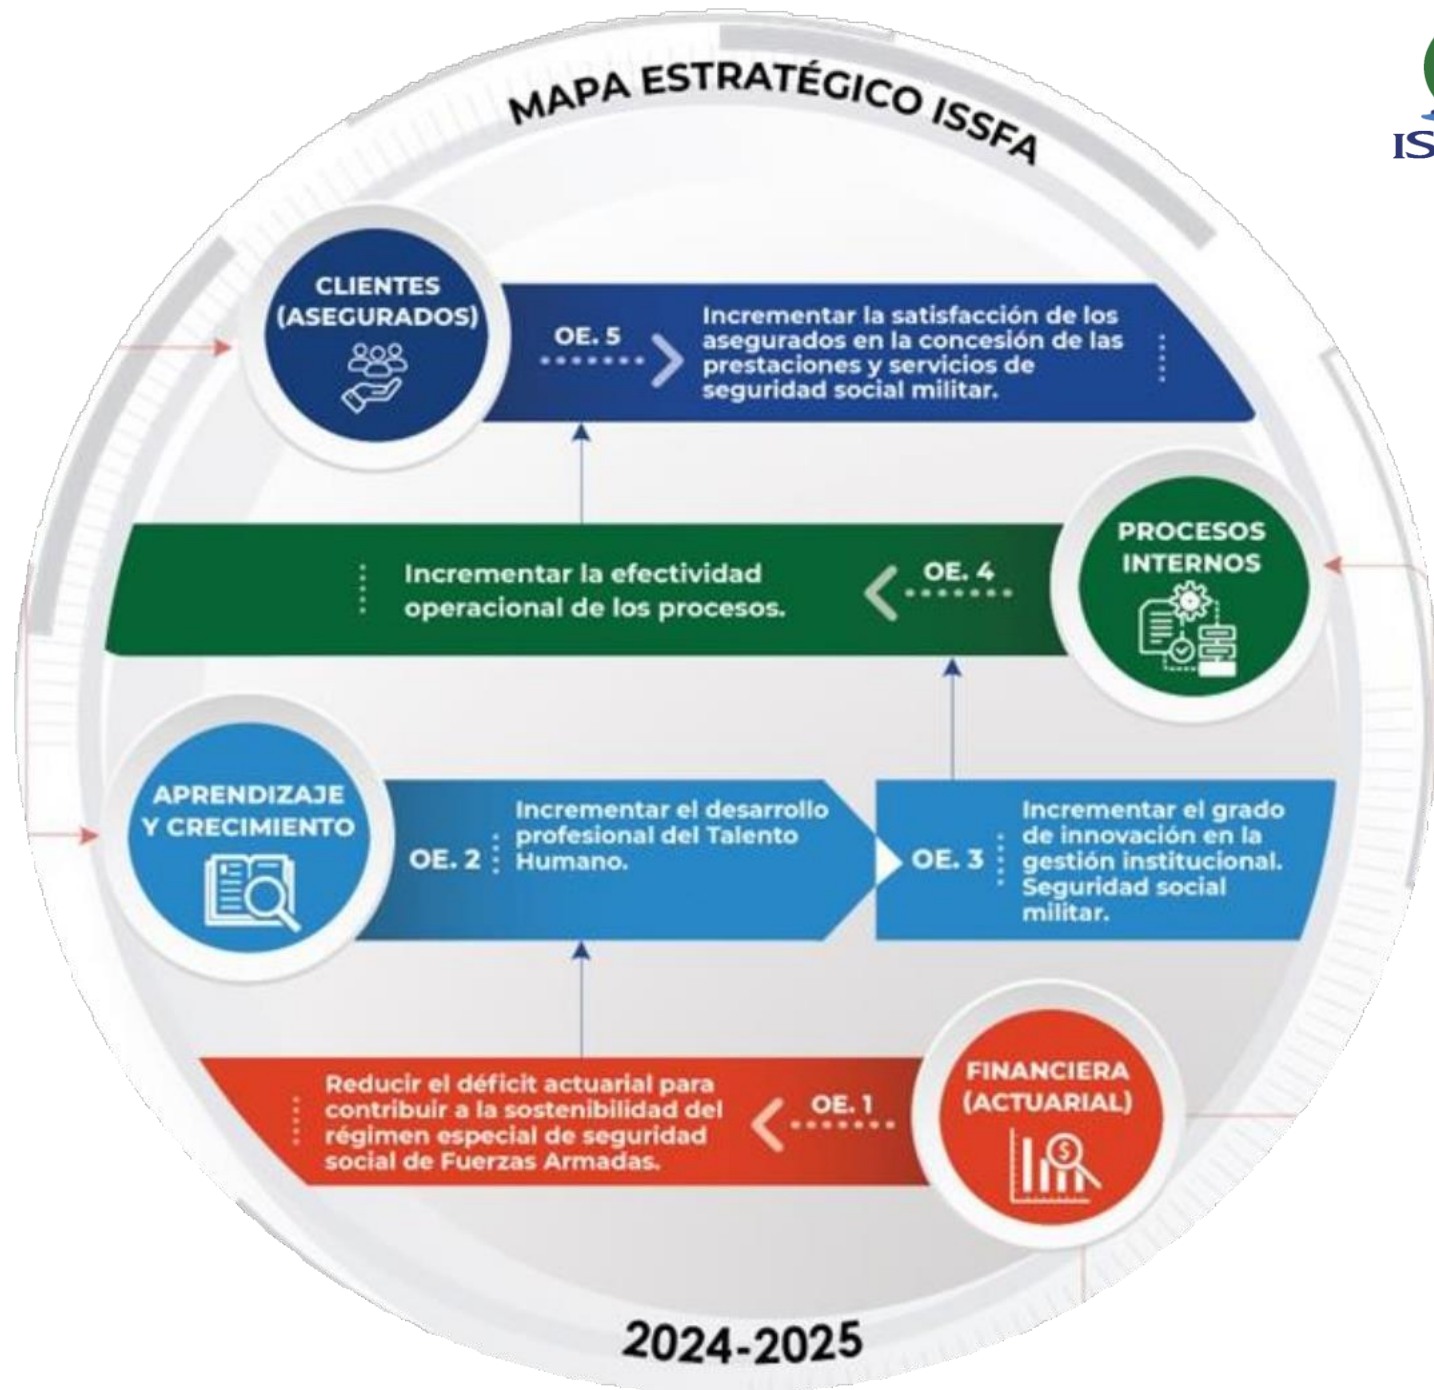 MAPA ESTRATÉGICO ISSFA
CLIENTES
(ASEGURADOS)
OE. 5
Incrementar la satisfacción de los
asegurados en la concesión de las
prestaciones y servicios de
seguridad social militar.
PROCESOS
INTERNOS
OE. 4
Incrementar la efectividad
operacional de los procesos.
APRENDIZAJE
Y CRECIMIENTO
OE. 2
Incrementar el desarrollo
profesional del Talento
Humano.
OE. 3
Incrementar el grado
de innovación en la
gestión institucional.
Seguridad social
militar.
FINANCIERA
(ACTUARIAL)
OE. 1
Reducir el déficit actuarial para
contribuir a la sostenibilidad del
régimen especial de seguridad
social de Fuerzas Armadas.
$
2024-2025